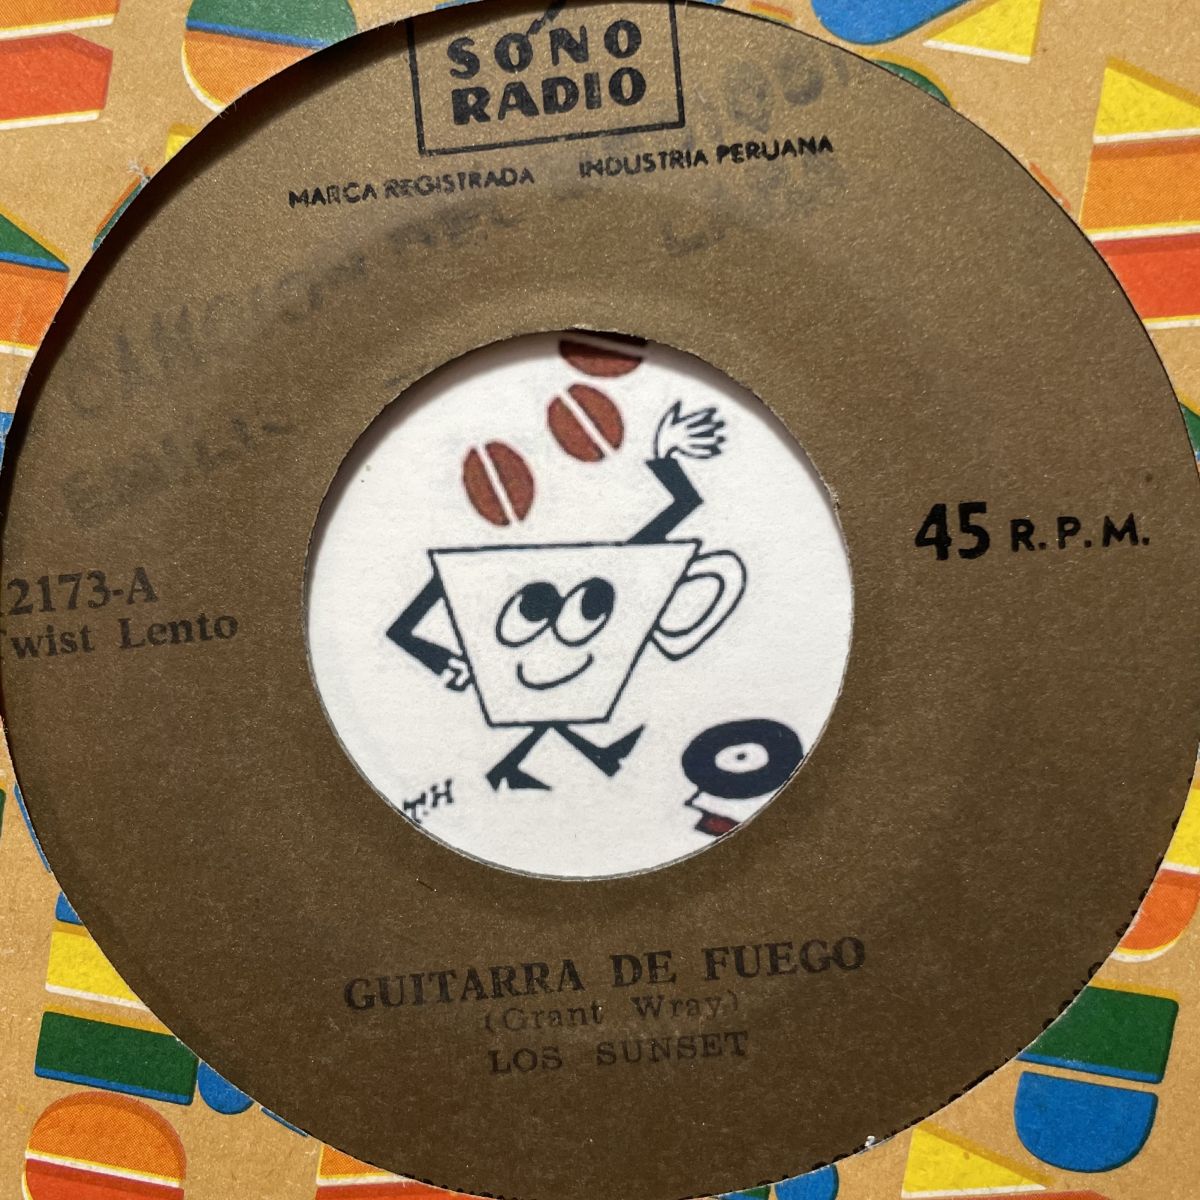 SONO
RADIO
MARCA REGISTRADA INDUSTRIA PERUANA
45 R.P.M.
2173-A
Twist Lento
T.H
GUITARRA DE FUEGO
(Grant Wray)
LOS SUNSET